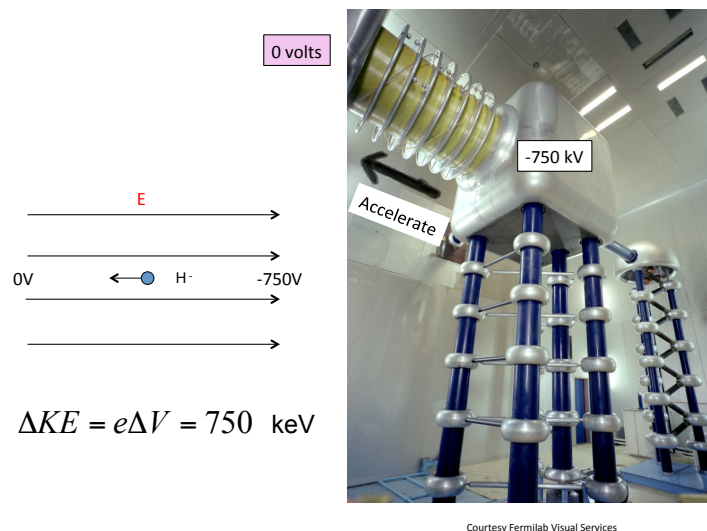 0 volts
E
0V
H -
-750V
ΔKE = eΔV = 750 keV
-750 kV
Accelerate
Courtesy Fermilab Visual Services